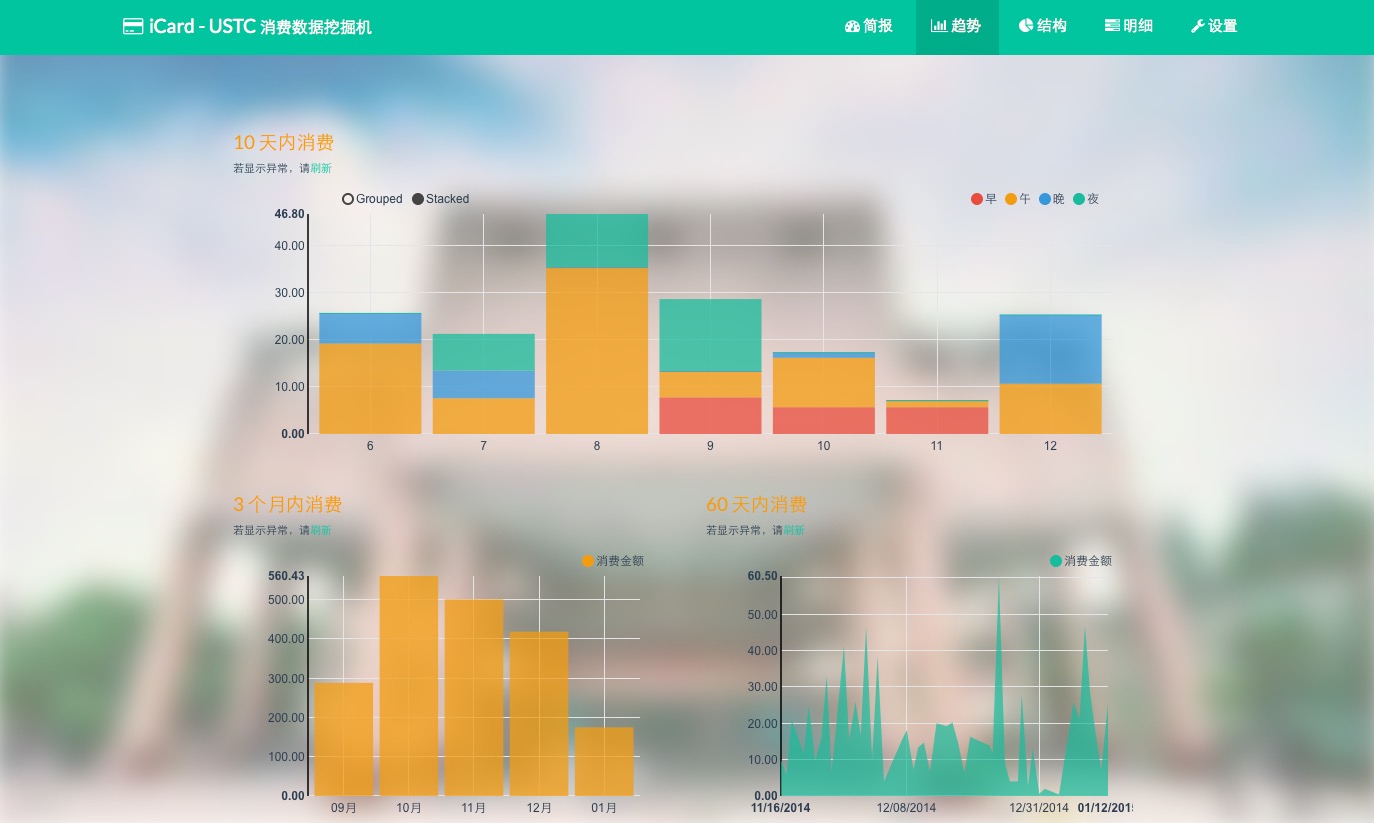 iCard - USTC 消费数据挖掘机
简报 趋势 结构 明细 设置
10 天内消费
若显示异常，请刷新
Grouped Stacked 早 午 晚 夜
46.80
40.00
30.00
20.00
10.00
0.00
6 7 8 9 10 11 12
3 个月内消费
若显示异常，请刷新
消费金额
560.43
500.00
400.00
300.00
200.00
100.00
0.00
09月 10月 11月 12月 01月
60 天内消费
若显示异常，请刷新
消费金额
60.50
50.00
40.00
30.00
20.00
10.00
0.00
11/16/2014 12/08/2014 12/31/2014 01/12/201